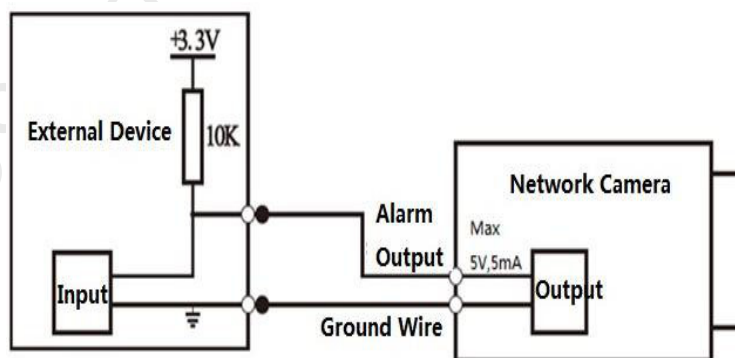 +3.3V
External Device
10K
Input
Alarm
Output
Ground Wire
Network Camera
Max
5V,5mA
Output